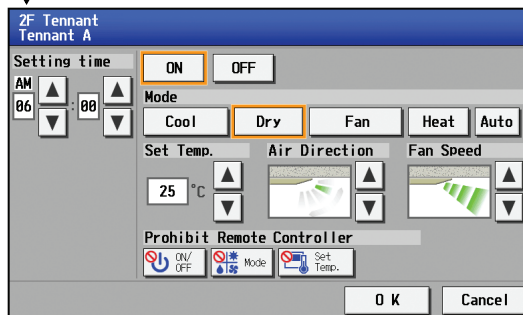 2F Tennant
Tennant A
Setting time
AM
06 : 00
ON OFF
Mode
Cool Dry Fan Heat Auto
Set Temp. Air Direction Fan Speed
25 °C
Prohibit Remote Controller
ON/
OFF
Mode
Set
Temp.
OK Cancel